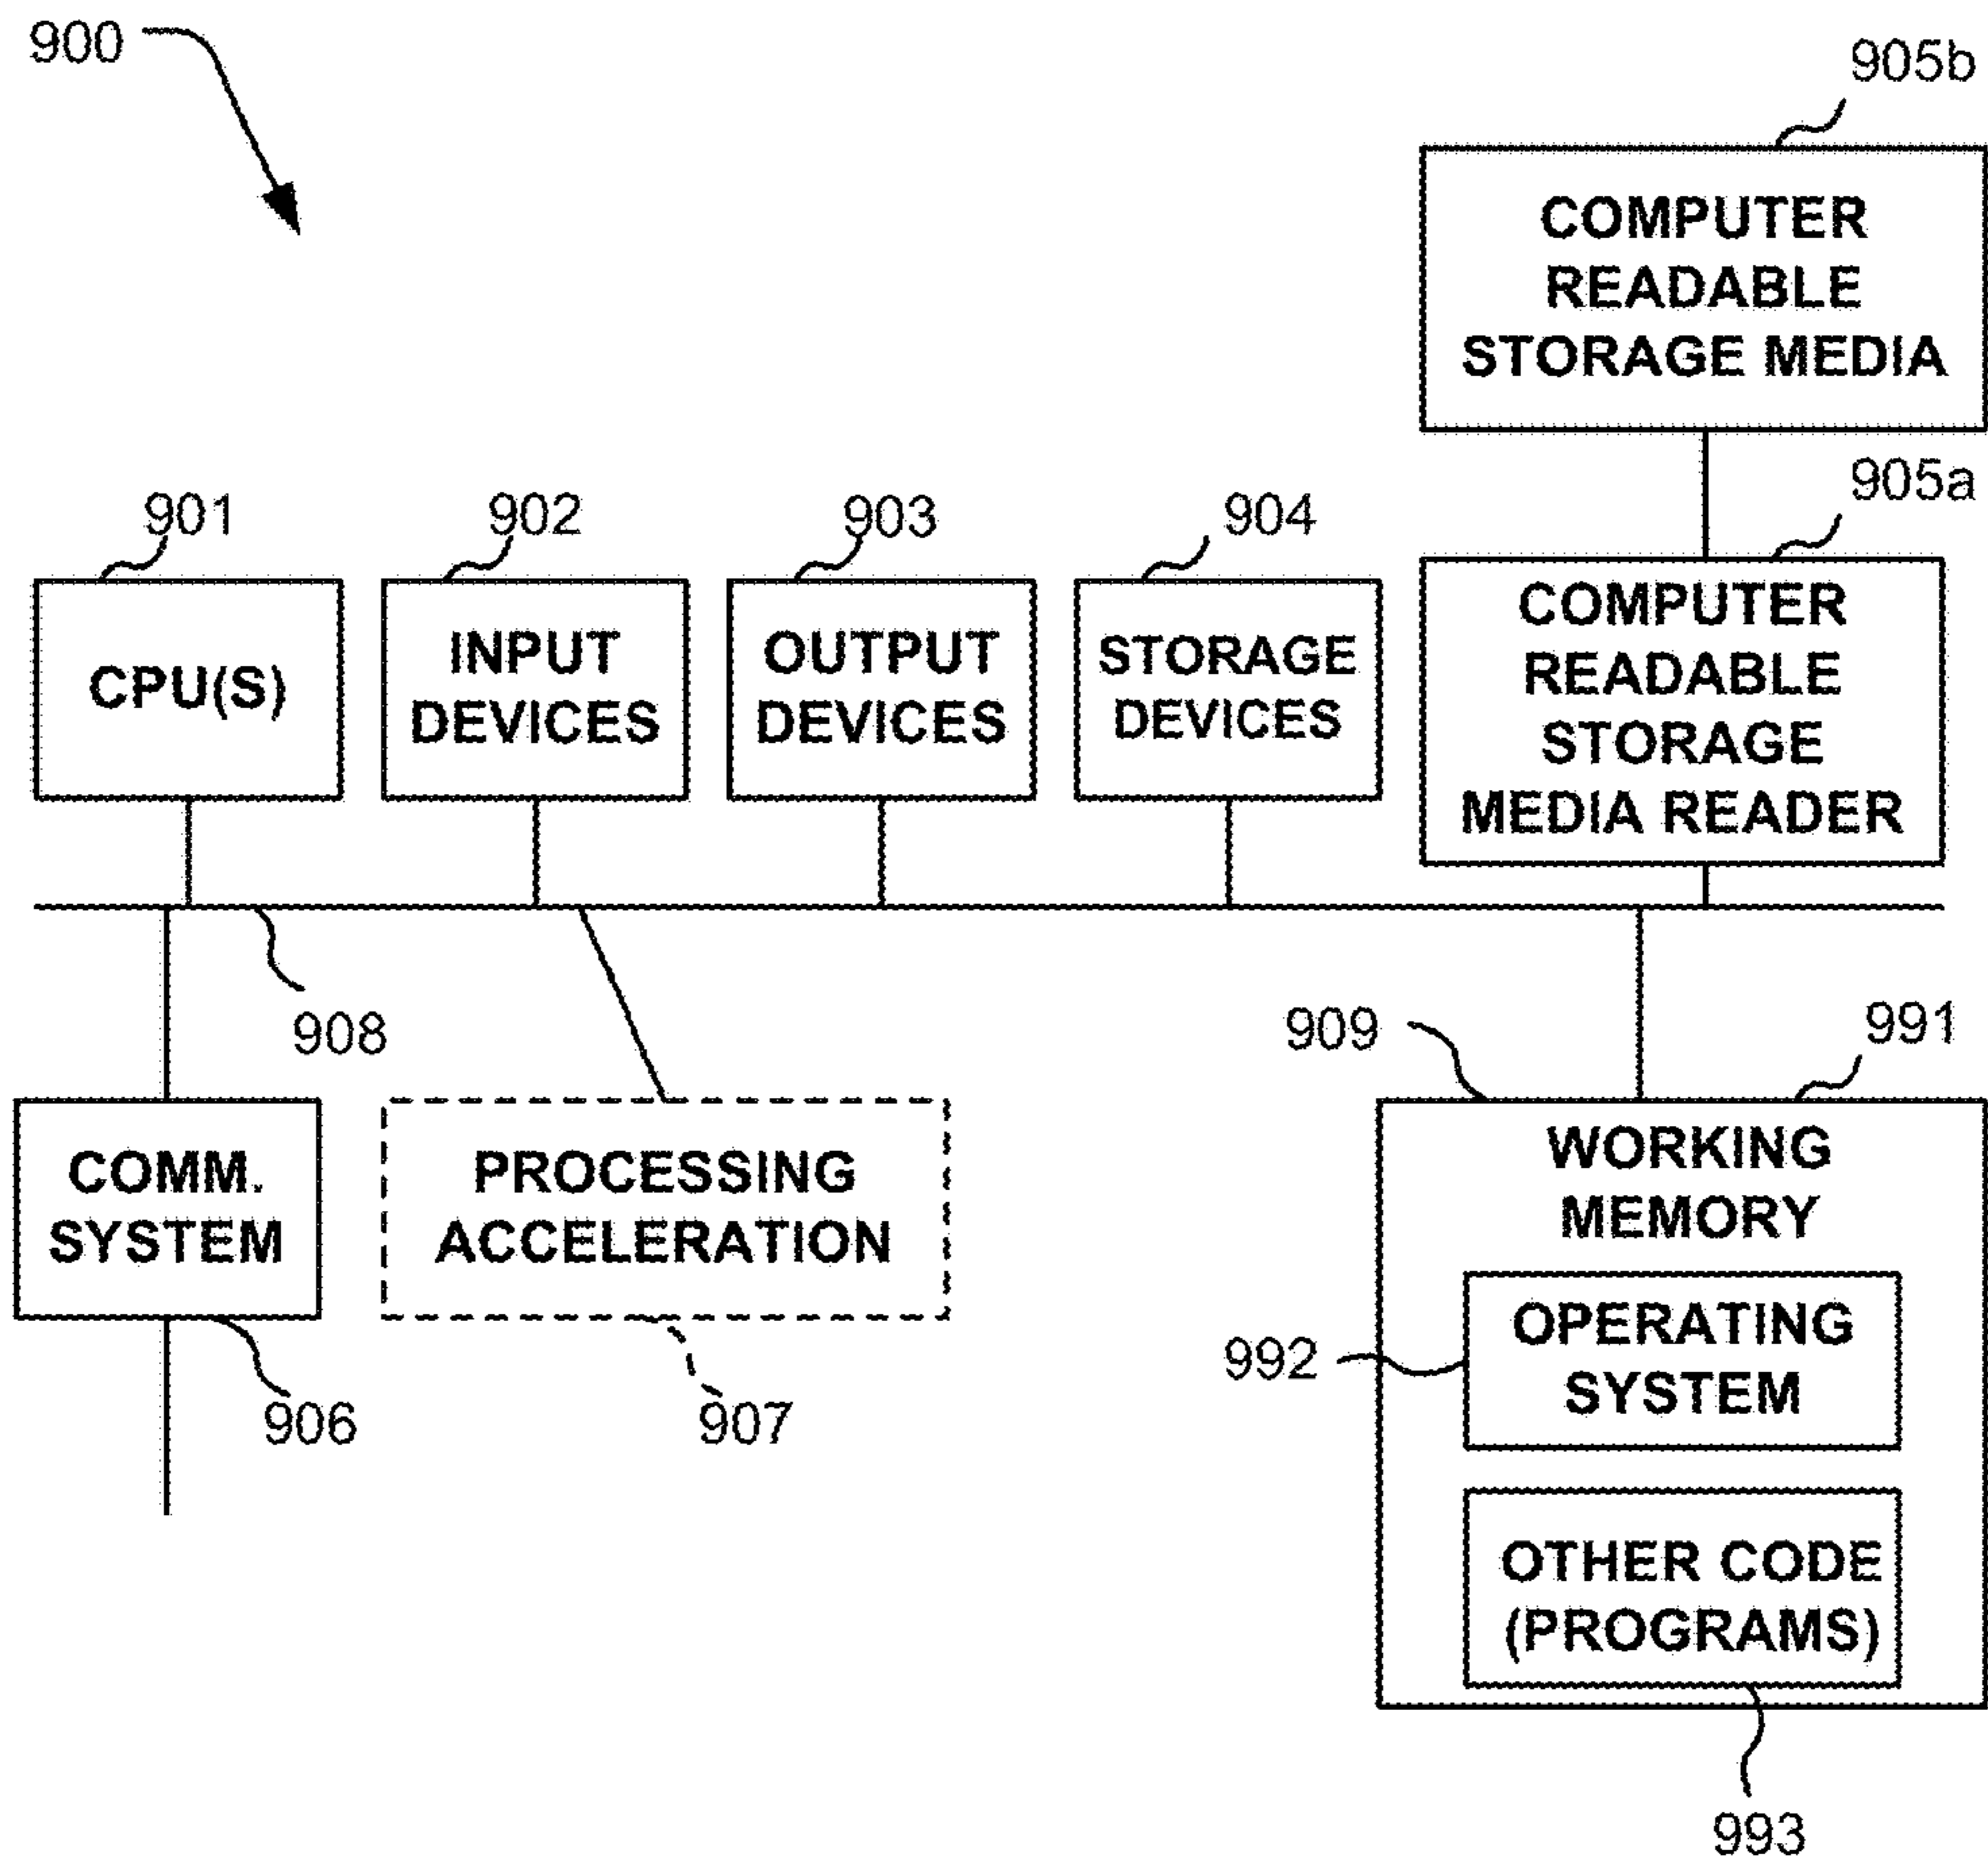 900
905b
COMPUTER
READABLE
STORAGE MEDIA
901
902
903
904
905a
CPU(S)
INPUT
DEVICES
OUTPUT
DEVICES
STORAGE
DEVICES
COMPUTER
READABLE
STORAGE
MEDIA READER
908
909
991
COMM.
SYSTEM
PROCESSING
ACCELERATION
WORKING
MEMORY
906
907
992
OPERATING
SYSTEM
OTHER CODE
(PROGRAMS)
993